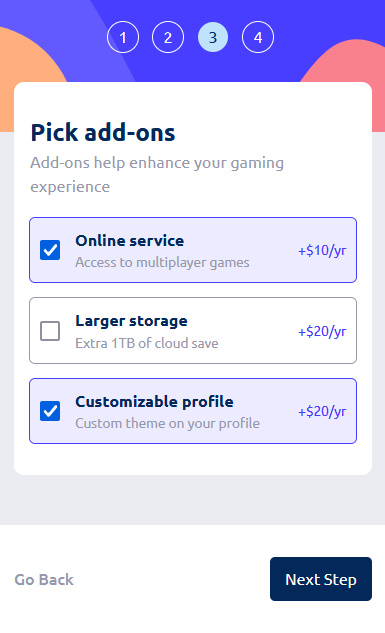 1 2 3 4
Pick add-ons
Add-ons help enhance your gaming
experience
Online service
Access to multiplayer games
+$10/yr
Larger storage
Extra 1TB of cloud save
+$20/yr
Customizable profile
Custom theme on your profile
+$20/yr
Go Back
Next Step